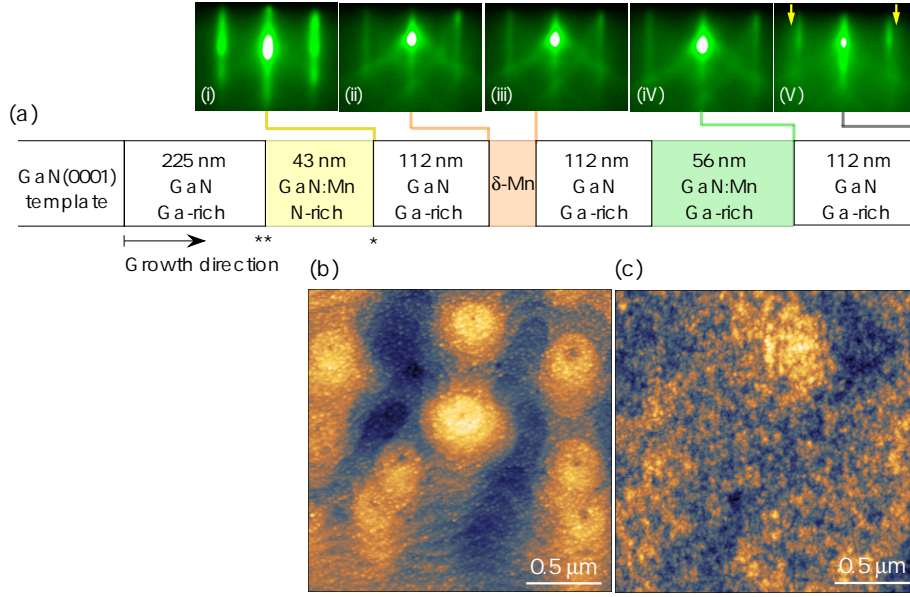 (i)
(ii)
(iii)
(iV)
(V)
(a)
GaN(0001)
template
225 nm
GaN
Ga-rich
43 nm
GaN:Mn
N-rich
112 nm
GaN
Ga-rich
δ-Mn
112 nm
GaN
Ga-rich
56 nm
GaN:Mn
Ga-rich
112 nm
GaN
Ga-rich
**
*
Growth direction
(b)
(c)
0.5 μm
0.5 μm